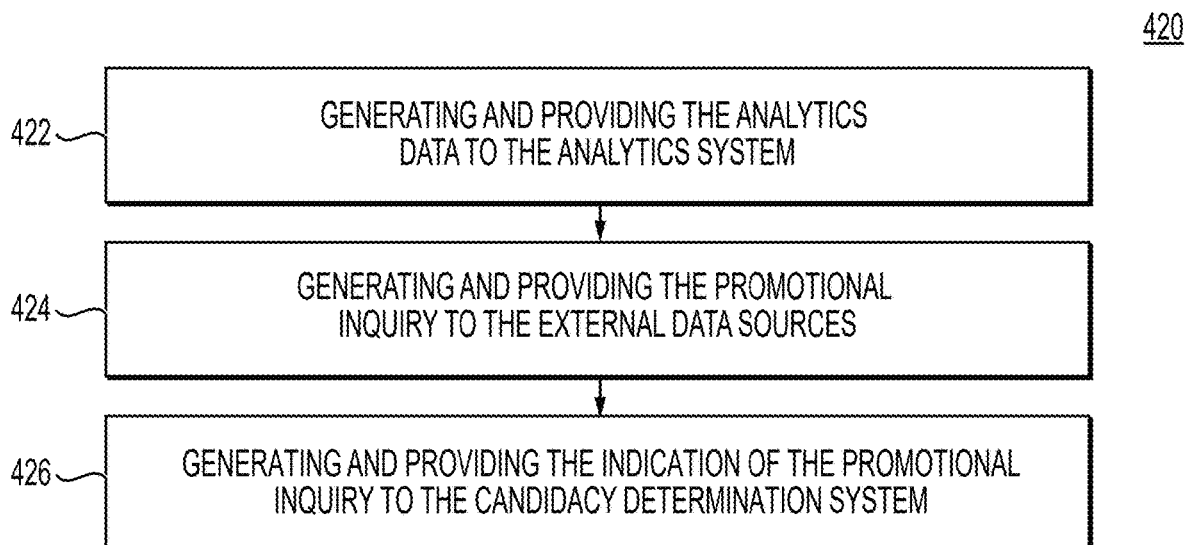 420
422
GENERATING AND PROVIDING THE ANALYTICS
DATA TO THE ANALYTICS SYSTEM
424
GENERATING AND PROVIDING THE PROMOTIONAL
INQUIRY TO THE EXTERNAL DATA SOURCES
426
GENERATING AND PROVIDING THE INDICATION OF THE PROMOTIONAL
INQUIRY TO THE CANDIDACY DETERMINATION SYSTEM